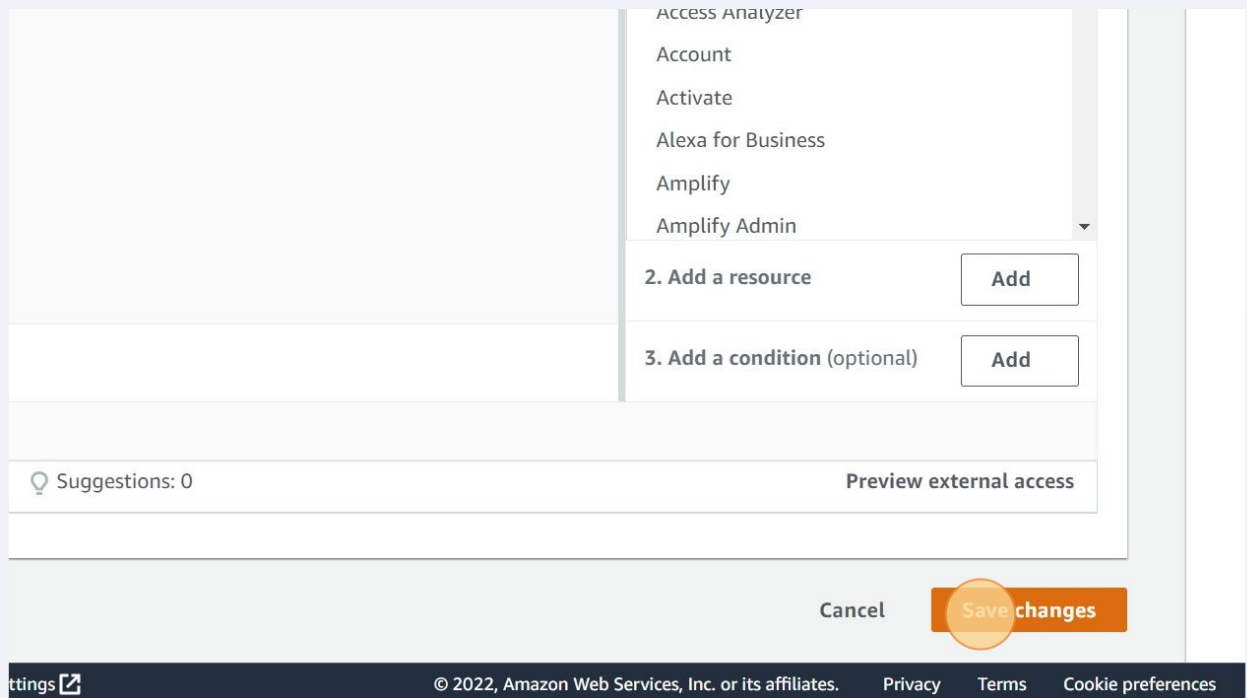 Access Analyzer
Account
Activate
Alexa for Business
Amplify
Amplify Admin
2. Add a resource Add
3. Add a condition (optional) Add
Suggestions: 0 Preview external access
Cancel Save changes
ttings © 2022, Amazon Web Services, Inc. or its affiliates. Privacy Terms Cookie preferences